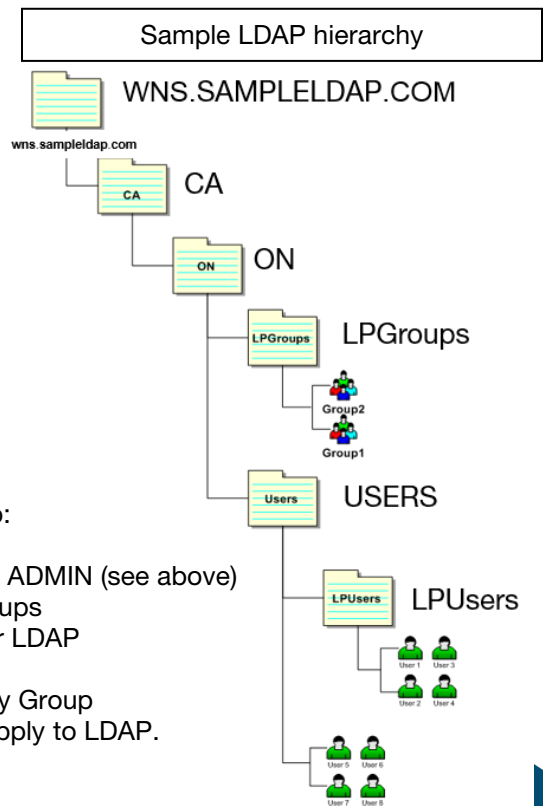 Sample LDAP hierarchy
WNS.SAMPLELDAP.COM
wns.sampleldap.com
CA
CA
ON
ON
LPGroups
LPGroups
Group2
Group1
:
Users
USERS
ADMIN (see above)
ups
LDAP
LPUsers
LPUsers
User 1 User 3
y Group
User 2 User 4
pply to LDAP.
User 5 User 6
User 7 User 8